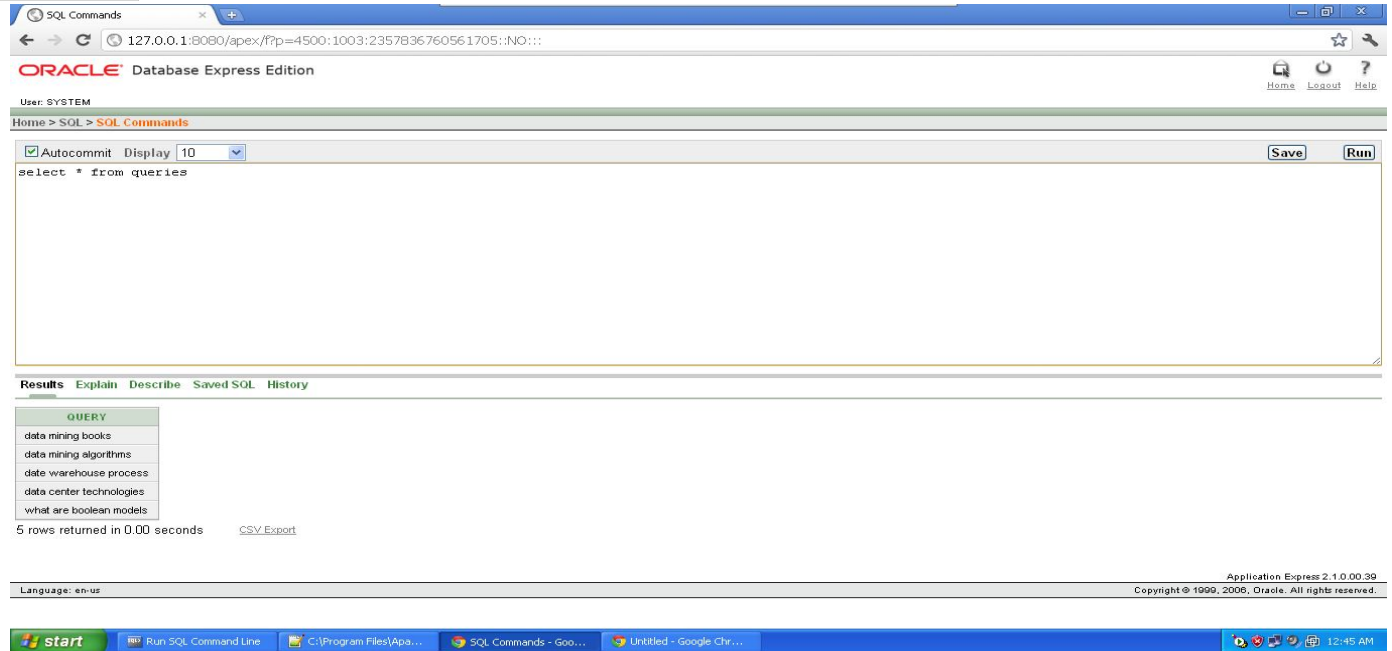 SQL Commands
127.0.0.1:8080/apex/f?p=4500:1003:2357836760561705::NO:::
ORACLE Database Express Edition
Home Logout Help
User: SYSTEM
Home > SQL > SQL Commands
Autocommit Display 10 Save Run
select * from queries
Results Explain Describe Saved SQL History
QUERY
data mining books
data mining algorithms
date warehouse process
data center technologies
what are boolean models
5 rows returned in 0.00 seconds CSV Export
Application Express 2.1.0.00.39
Language: en-us Copyright © 1999, 2006, Oracle. All rights reserved.
start Run SQL Command Line C:\Program Files\Apa... SQL Commands - Goo... Untitled - Google Chr... 12:45 AM